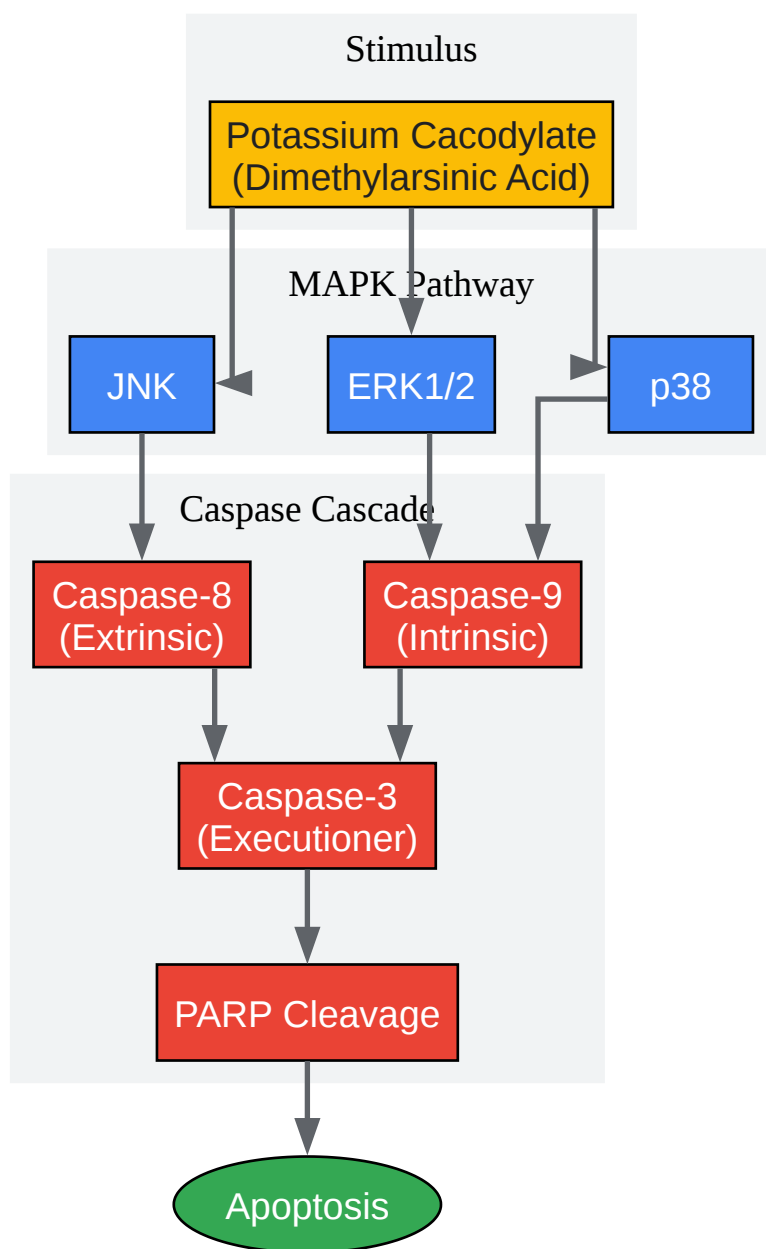 Stimulus
Potassium Cacodylate
(Dimethylarsinic Acid)
MAPK Pathway
JNK
ERK1/2
p38
Caspase Cascade
Caspase-8
(Extrinsic)
Caspase-9
(Intrinsic)
Caspase-3
(Executioner)
PARP Cleavage
Apoptosis